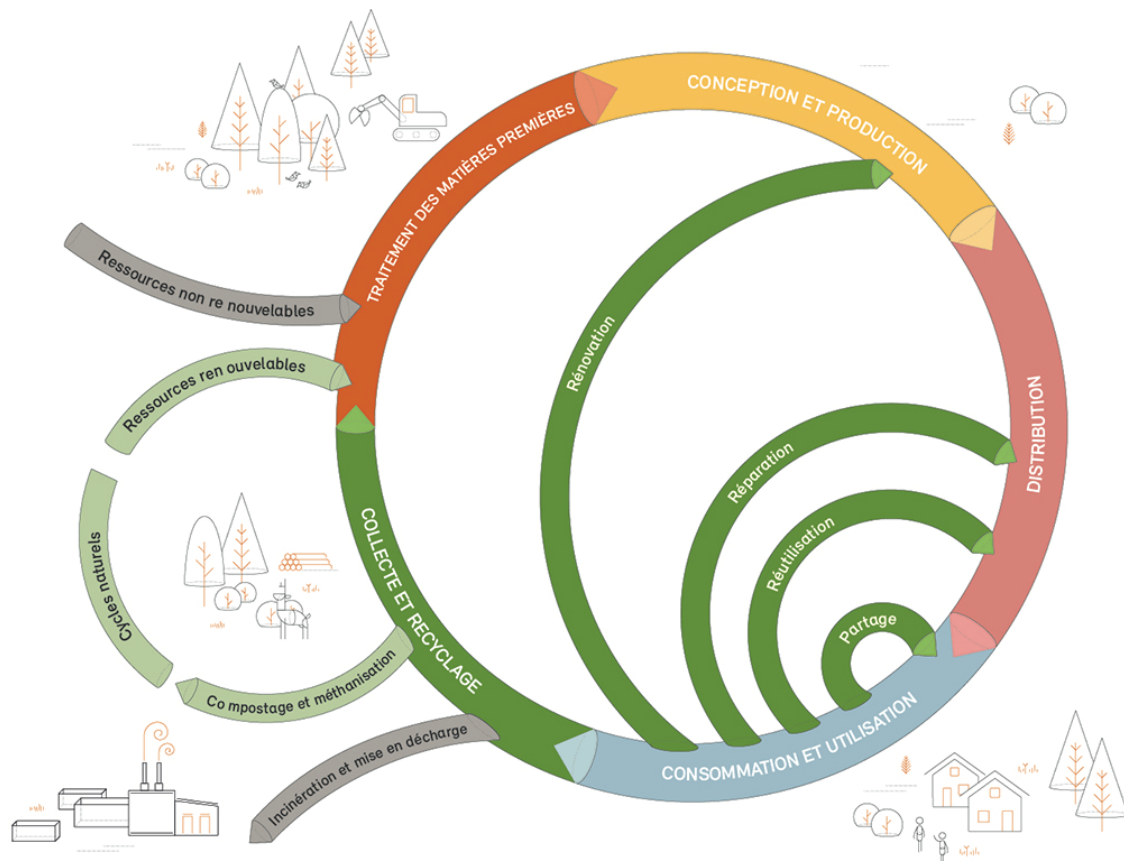 CONCEPTION ET PRODUCTION
TRAITEMENT DES MATIÈRES PREMIÈRES
Ressources non re nouvelables
Ressources ren ouvelables
Rénovation
DISTRIBUTION
Réparation
COLLECTE ET RECYCLAGE
Réutilisation
Cycles naturels
Partage
Co mpostage et méthanisation
CONSOMMATION ET UTILISATION
Incinération et mise en décharge